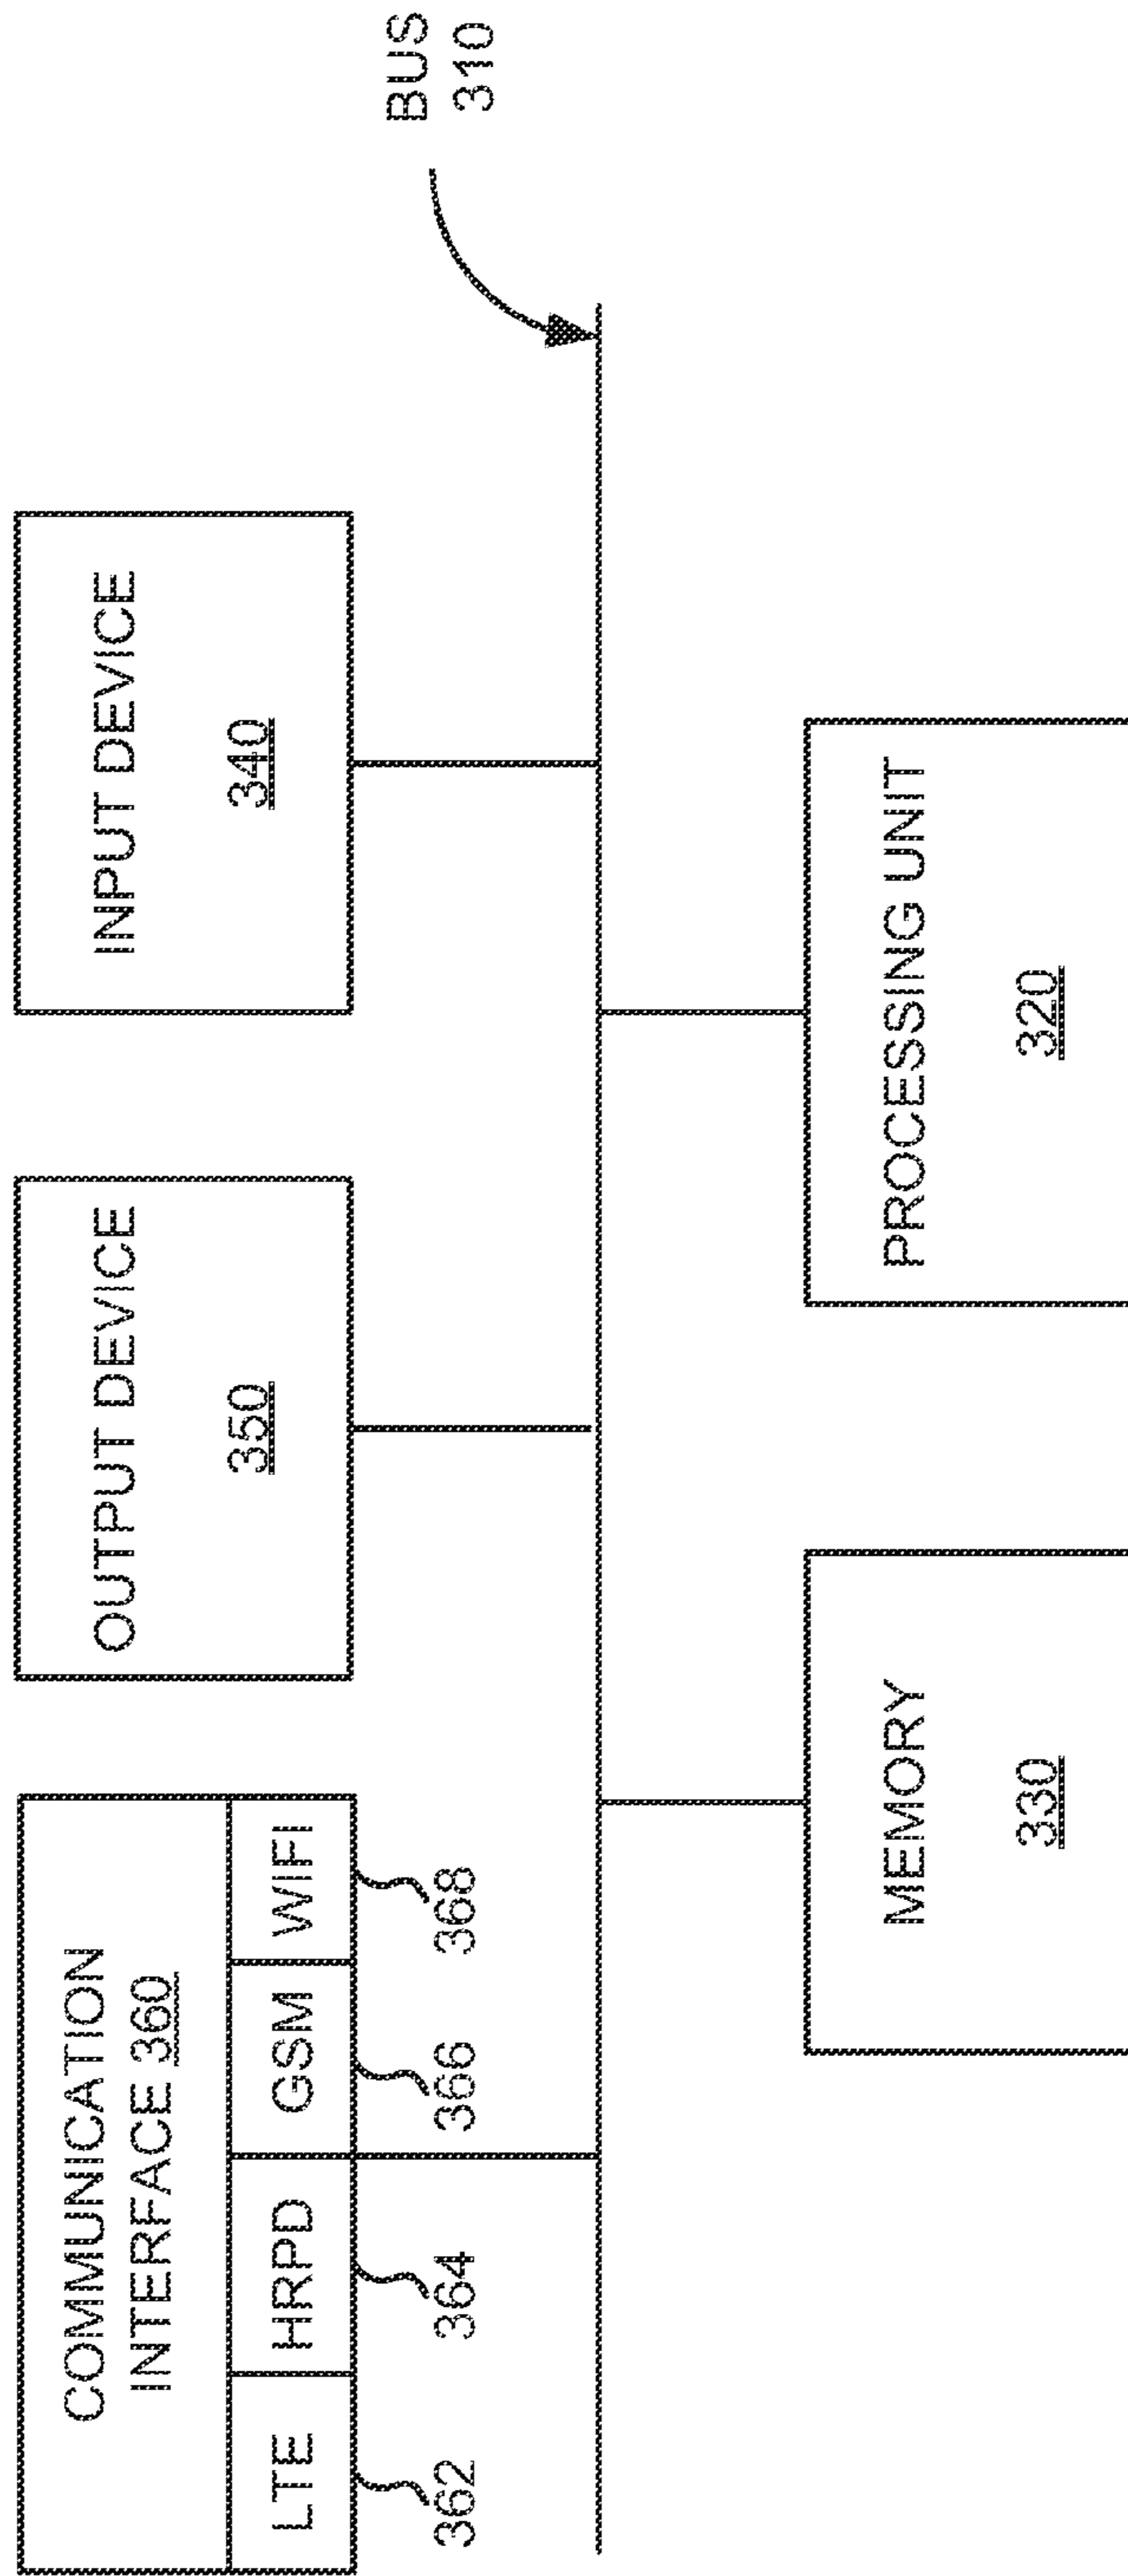 COMMUNICATION
INTERFACE 360
LTE
HRPD
GSM
WIFI
362
364
366
368
OUTPUT DEVICE
350
INPUT DEVICE
340
BUS
310
MEMORY
330
PROCESSING UNIT
320